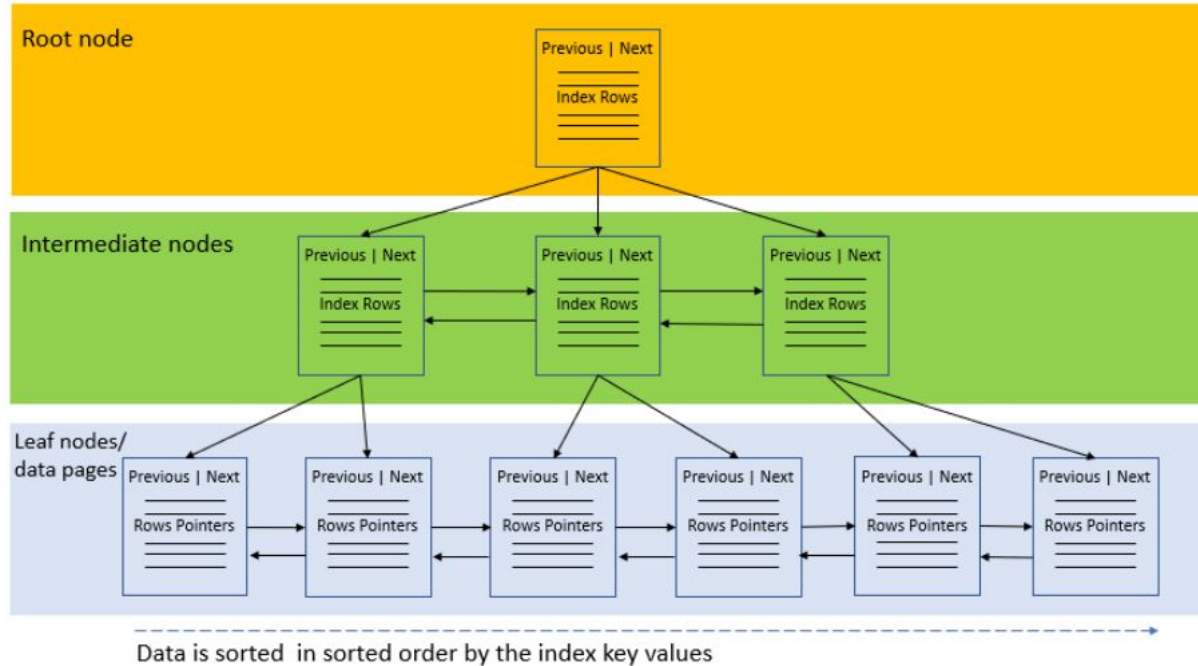 Root node
Previous | Next
Index Rows
Intermediate nodes
Previous | Next
Index Rows
Previous | Next
Index Rows
Previous | Next
Index Rows
Leaf nodes/
data pages
Previous | Next
Rows Pointers
Previous | Next
Rows Pointers
Previous | Next
Rows Pointers
Previous | Next
Rows Pointers
Previous | Next
Rows Pointers
Previous | Next
Rows Pointers
Data is sorted in sorted order by the index key values